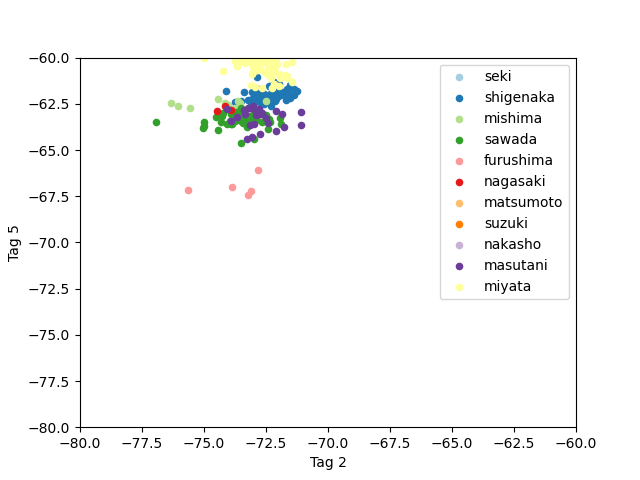 −60.0
−62.5
−65.0
−67.5
−70.0
−72.5
−75.0
−77.5
−80.0
Tag 5
−80.0 −77.5 −75.0 −72.5 −70.0 −67.5 −65.0 −62.5 −60.0
Tag 2
seki
shigenaka
mishima
sawada
furushima
nagasaki
matsumoto
suzuki
nakasho
masutani
miyata